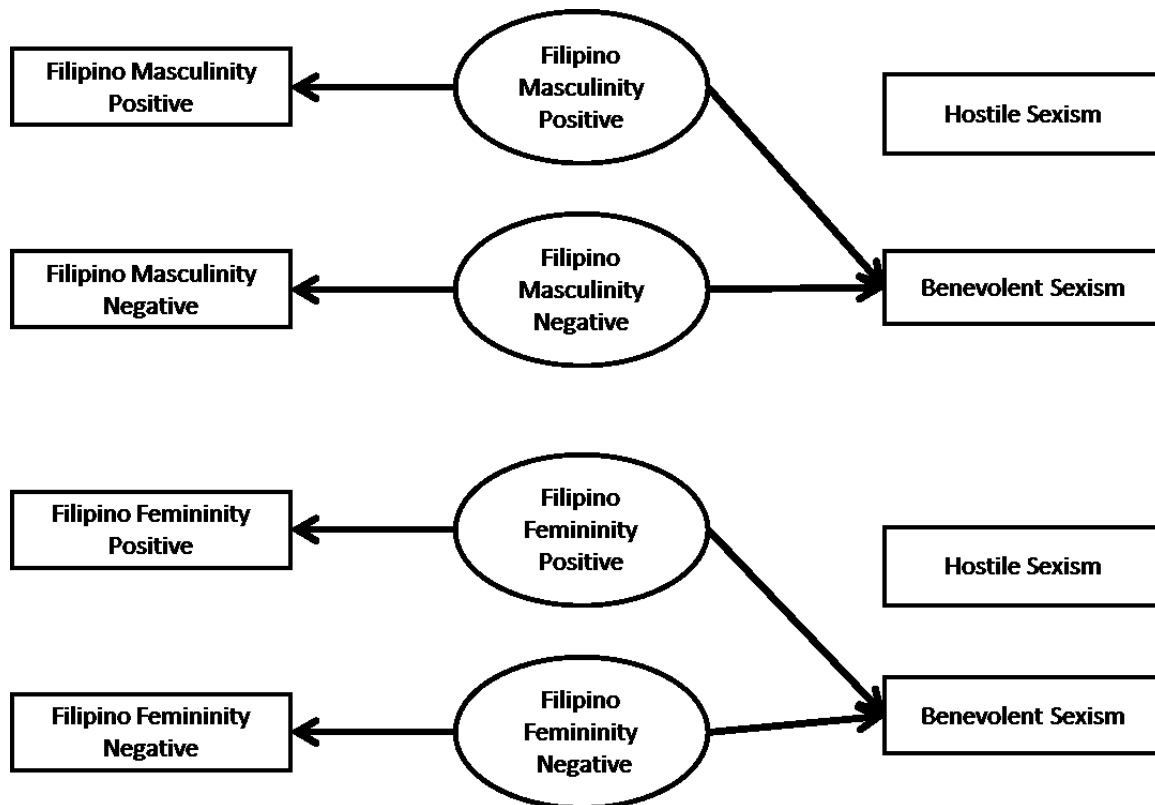 Filipino Masculinity
Positive
Filipino
Masculinity
Positive
Hostile Sexism
Filipino Masculinity
Negative
Filipino
Masculinity
Negative
Benevolent Sexism
Filipino Femininity
Positive
Filipino
Femininity
Positive
Hostile Sexism
Filipino Femininity
Negative
Filipino
Femininity
Negative
Benevolent Sexism